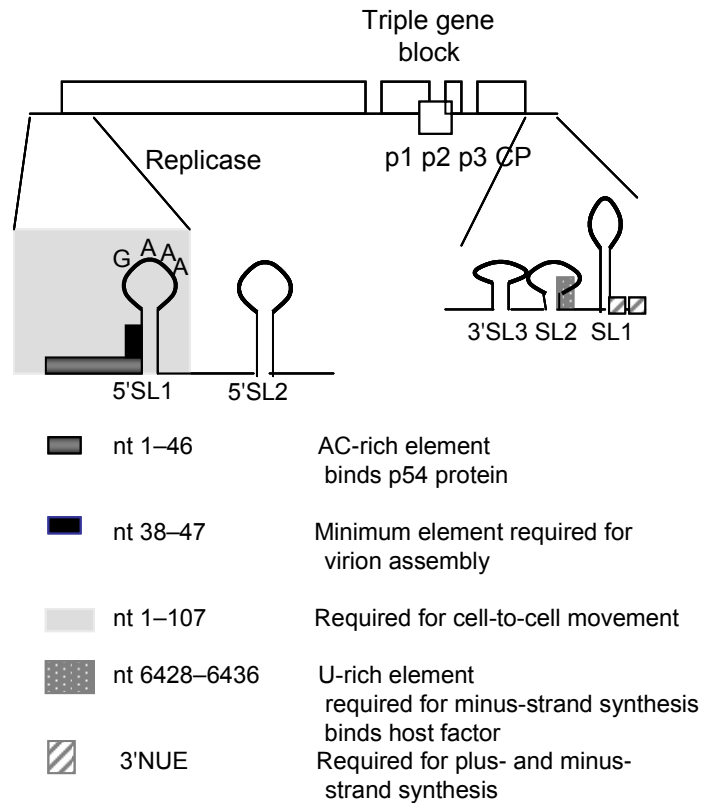 Triple gene
block
Replicase
p1 p2 p3 CP
G A A A
3'SL3 SL2 SL1
5'SL1 5'SL2
nt 1–46 AC-rich element
binds p54 protein
nt 38–47 Minimum element required for
virion assembly
nt 1–107 Required for cell-to-cell movement
nt 6428–6436 U-rich element
required for minus-strand synthesis
binds host factor
3'NUE Required for plus- and minus-
strand synthesis